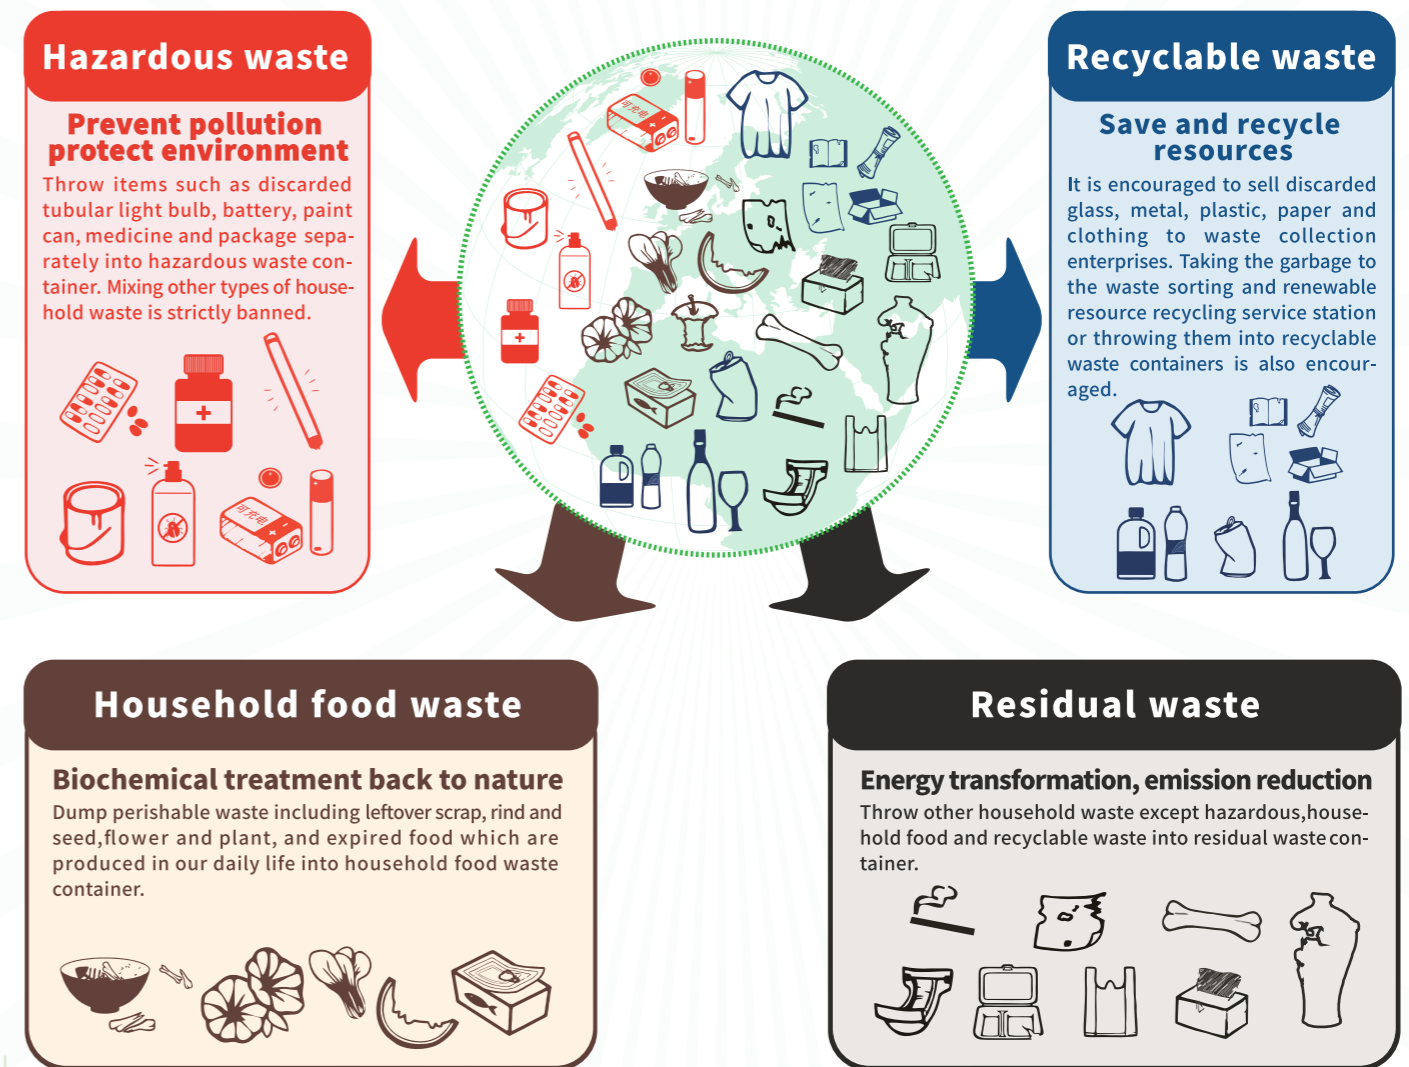 Hazardous waste
Prevent pollution
protect environment
Throw items such as discarded
tubular light bulb, battery, paint
can, medicine and package sepa-
rately into hazardous waste con-
tainer. Mixing other types of house-
hold waste is strictly banned.
可充电
可充电
Recyclable waste
Save and recycle
resources
It is encouraged to sell discarded
glass, metal, plastic, paper and
clothing to waste collection
enterprises. Taking the garbage to
the waste sorting and renewable
resource recycling service station
or throwing them into recyclable
waste containers is also encour-
aged.
Household food waste
Biochemical treatment back to nature
Dump perishable waste including leftover scrap, rind and
seed,flower and plant, and expired food which are
produced in our daily life into household food waste
container.
Residual waste
Energy transformation, emission reduction
Throw other household waste except hazardous,house-
hold food and recyclable waste into residual waste con-
tainer.